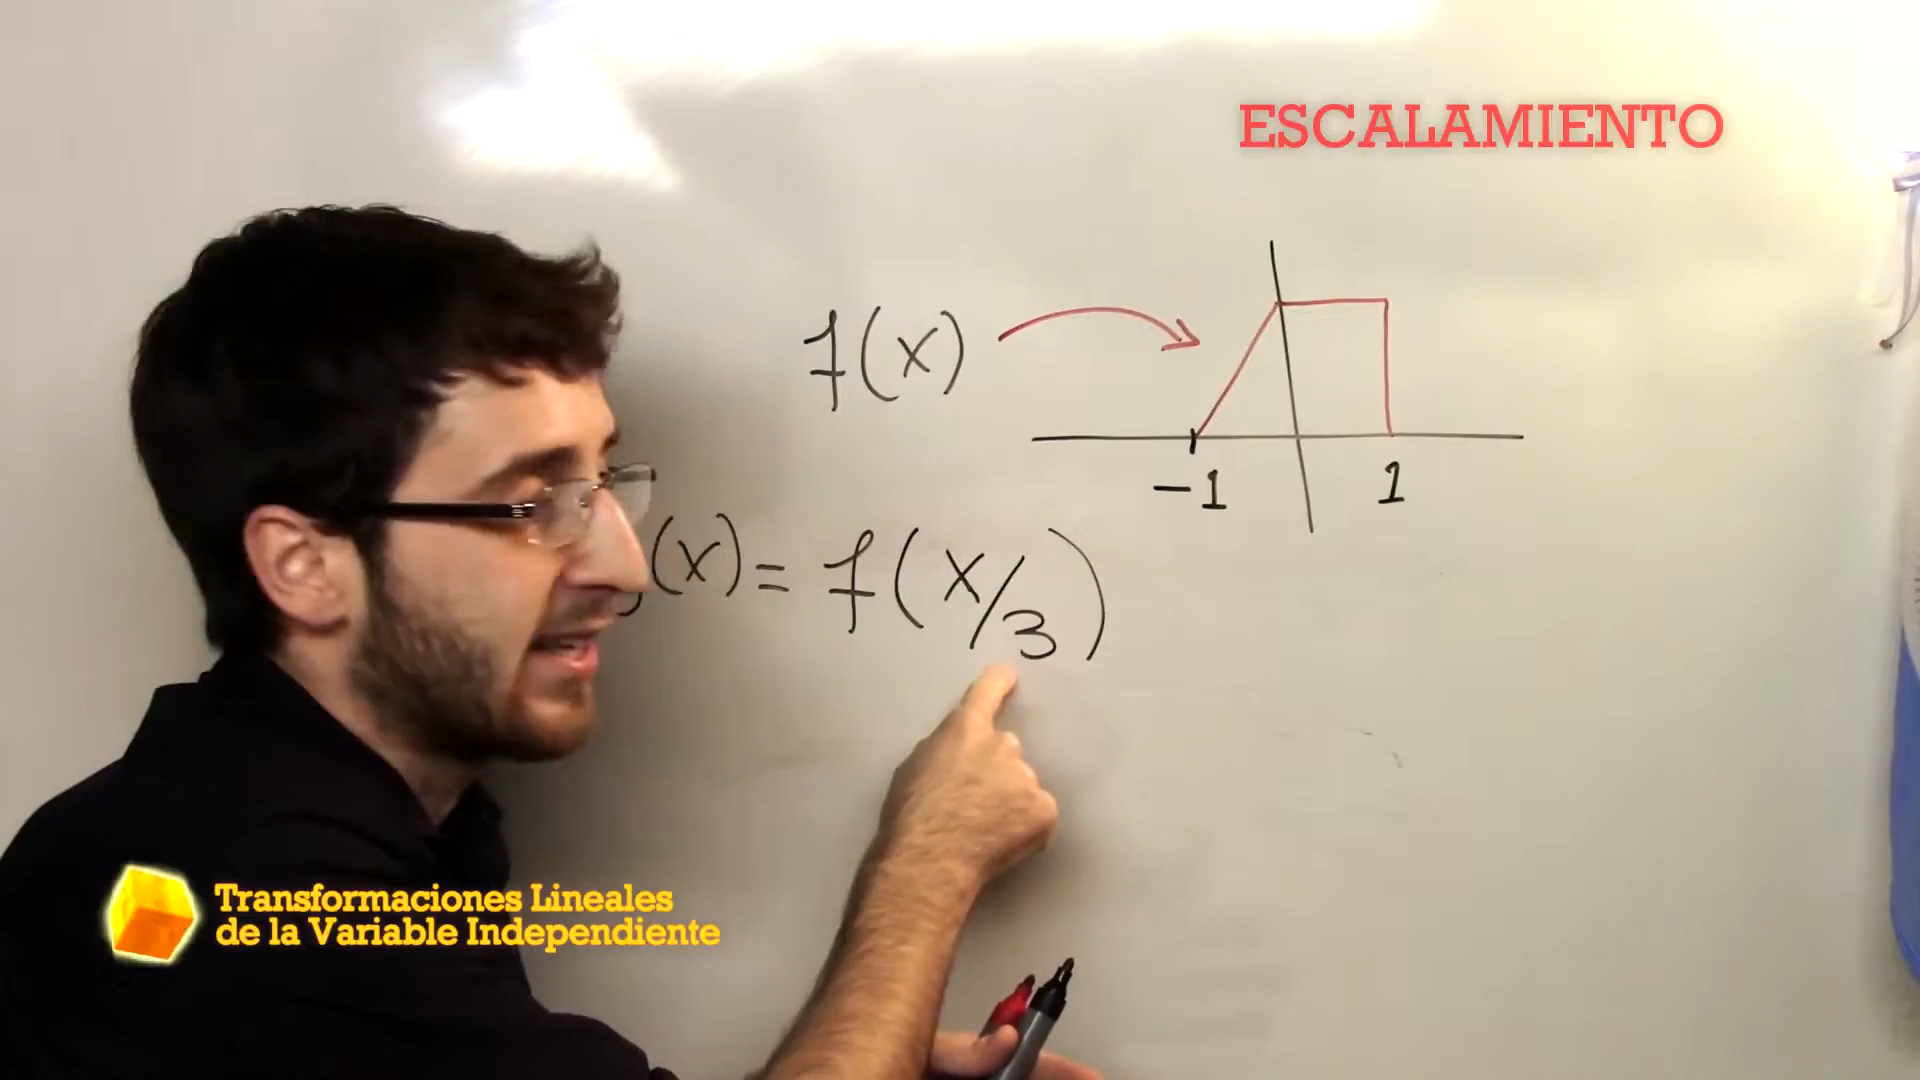 ESCALAMIENTO
f(x)
-1
1
(x) = f(x/3)
Transformaciones Lineales
de la Variable Independiente